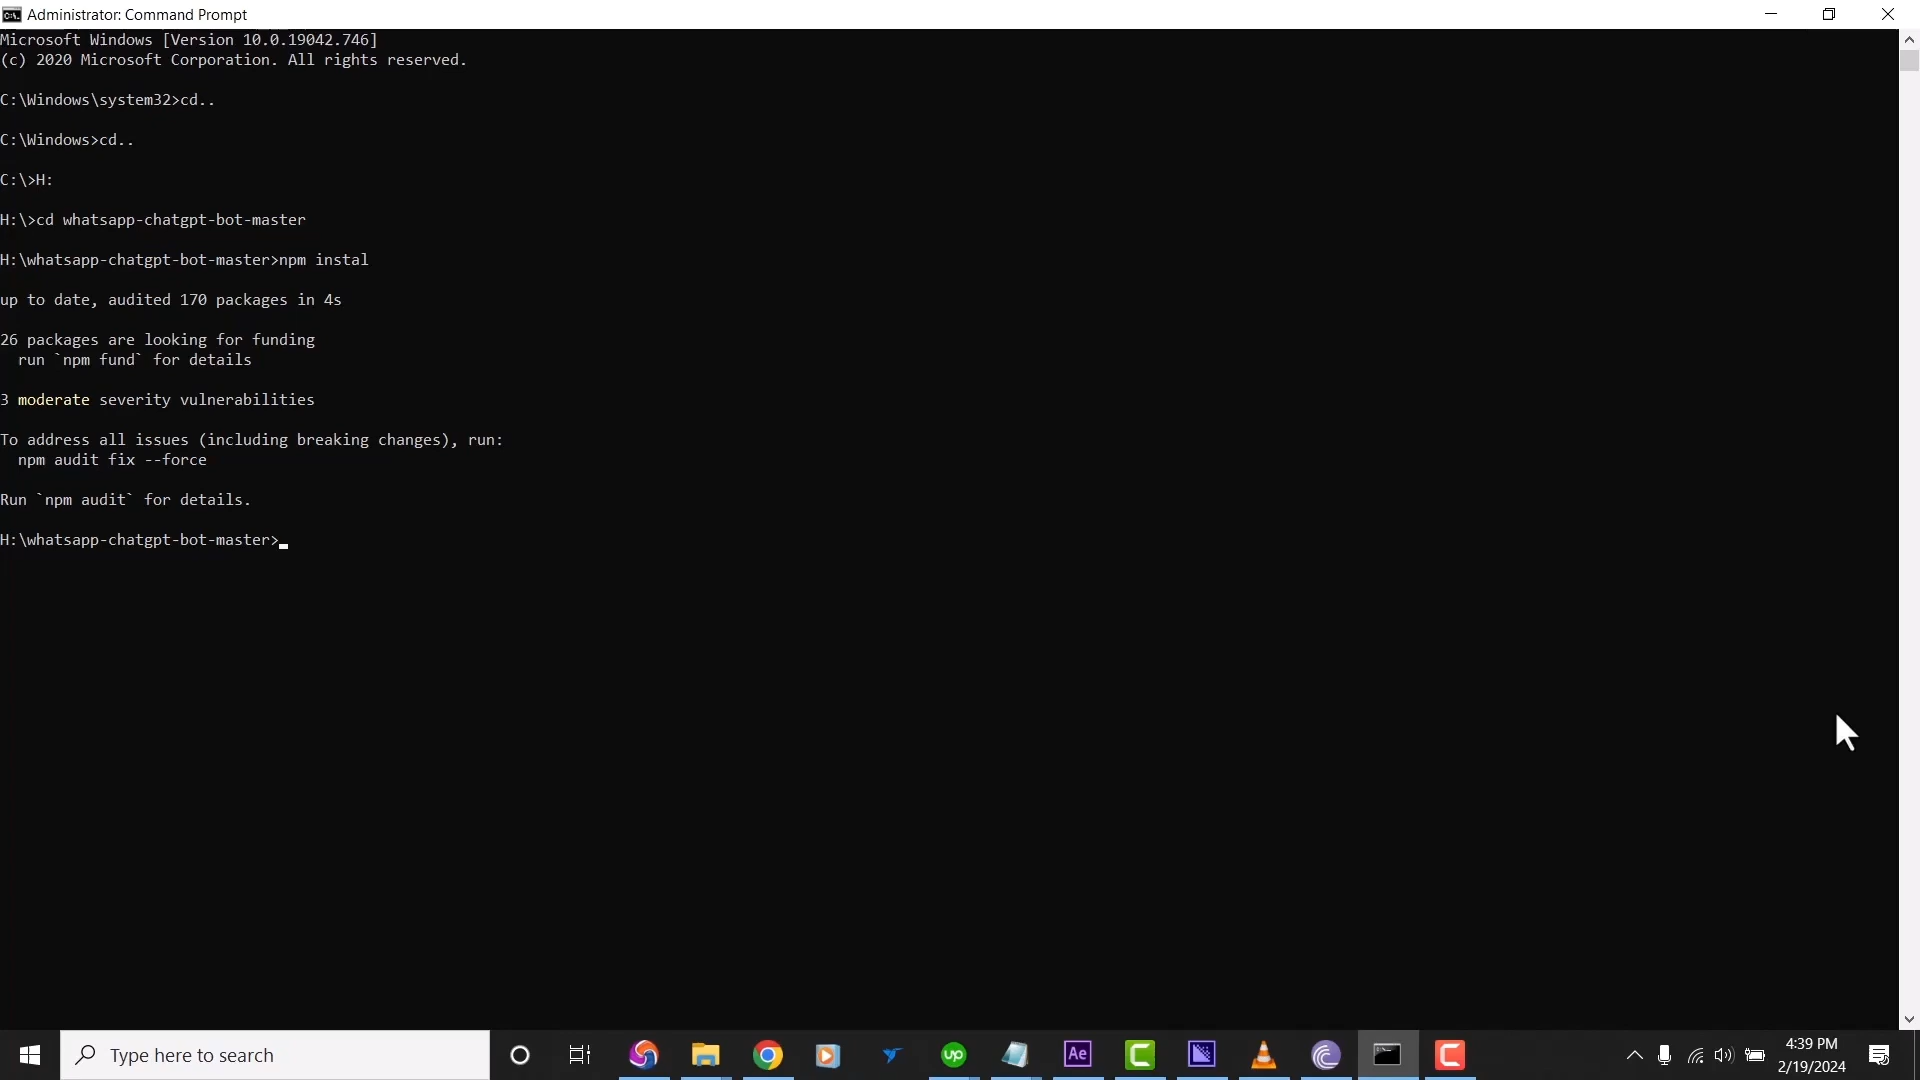 Administrator: Command Prompt
Microsoft Windows [Version 10.0.19042.746]
(c) 2020 Microsoft Corporation. All rights reserved.
C:\Windows\system32>cd..
C:\Windows>cd..
C:\>H:
H:\>cd whatsapp-chatgpt-bot-master
H:\whatsapp-chatgpt-bot-master>npm instal
up to date, audited 170 packages in 4s
26 packages are looking for funding
  run `npm fund` for details
3 moderate severity vulnerabilities
To address all issues (including breaking changes), run:
  npm audit fix --force
Run `npm audit` for details.
H:\whatsapp-chatgpt-bot-master>
Type here to search
up
Ae
4:39 PM
2/19/2024